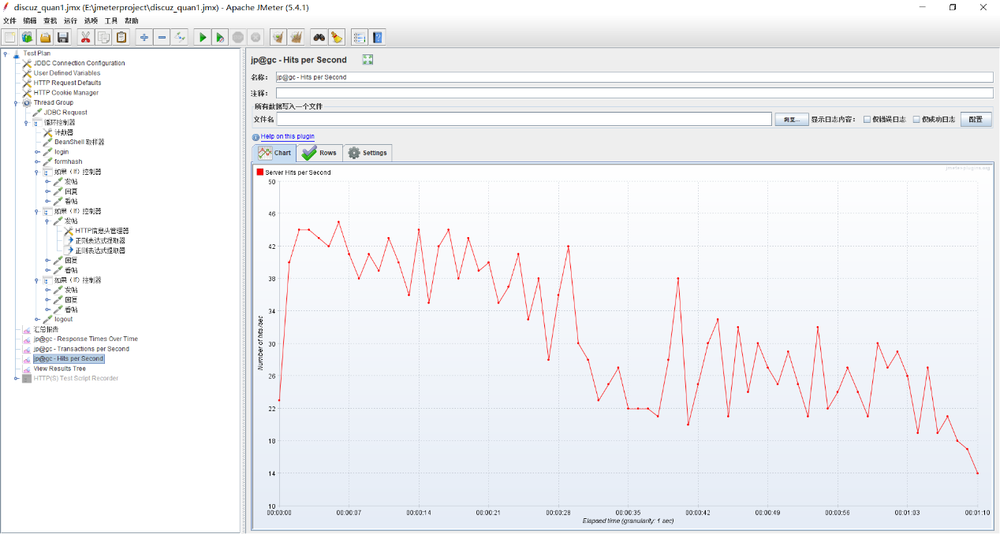 discuz_quan1.jmx (E:\jmeterproject\discuz_quan1.jmx) - Apache JMeter (5.4.1)
文件 编辑 查找 运行 选项 工具 帮助
Test Plan
JDBC Connection Configuration
User Defined Variables
HTTP Request Defaults
HTTP Cookie Manager
Thread Group
JDBC Request
循环控制器
计数器
BeanShell 取样器
login
formhash
如果（If）控制器
发帖
回复
看帖
如果（If）控制器
发帖
HTTP信息头管理器
正则表达式提取器
正则表达式提取器
回复
看帖
如果（If）控制器
发帖
回复
看帖
logout
汇总报告
jp@gc - Response Times Over Time
jp@gc - Transactions per Second
jp@gc - Hits per Second
View Results Tree
HTTP(S) Test Script Recorder
jp@gc - Hits per Second
名称： jp@gc - Hits per Second
注释：
所有数据写入一个文件
文件名 浏览... 显示日志内容： 仅错误日志 仅成功日志 配置
Help on this plugin
Chart Rows Settings
Server Hits per Second
jmeter-plugins.org
50
46
42
38
34
30
26
22
18
14
10
Number of hits /sec
00:00:00 00:00:07 00:00:14 00:00:21 00:00:28 00:00:35 00:00:42 00:00:49 00:00:56 00:01:03 00:01:10
Elapsed time (granularity: 1 sec)